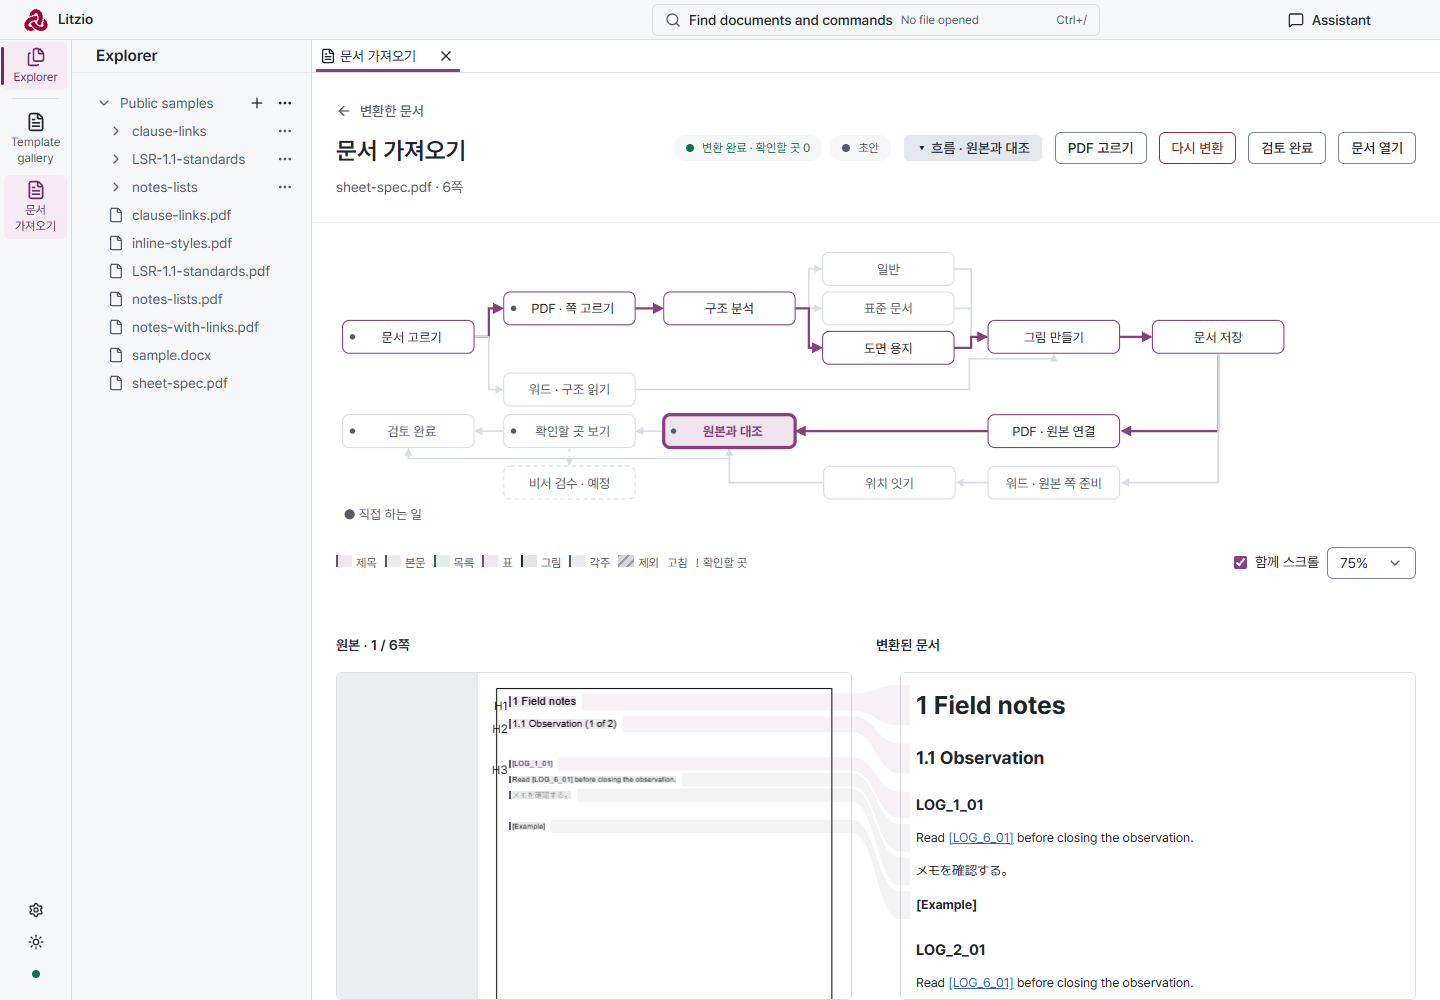 Litzio
Find documents and commands No file opened Ctrl+/
Assistant
Explorer
Template gallery
문서 가져오기
Explorer
Public samples
clause-links
LSR-1.1-standards
notes-lists
clause-links.pdf
inline-styles.pdf
LSR-1.1-standards.pdf
notes-lists.pdf
notes-with-links.pdf
sample.docx
sheet-spec.pdf
문서 가져오기
변환한 문서
문서 가져오기
변환 완료 · 확인할 곳 0
초안
흐름 · 원본과 대조
PDF 고르기
다시 변환
검토 완료
문서 열기
sheet-spec.pdf · 6쪽
일반
PDF · 쪽 고르기
구조 분석
표준 문서
문서 고르기
도면 용지
그림 만들기
문서 저장
워드 · 구조 읽기
검토 완료
확인할 곳 보기
원본과 대조
PDF · 원본 연결
비서 검수 · 예정
위치 잇기
워드 · 원본 쪽 준비
직접 하는 일
제목 본문 목록 표 그림 각주 제외 고침 ! 확인할 곳
함께 스크롤
75%
원본 · 1 / 6쪽
H1 1 Field notes
H2 1.1 Observation (1 of 2)
H3 [LOG_1_01]
Read [LOG_6_01] before closing the observation.
メモを確認する。
[Example]
변환된 문서
1 Field notes
1.1 Observation
LOG_1_01
Read [LOG_6_01] before closing the observation.
メモを確認する。
[Example]
LOG_2_01
Read [LOG_6_01] before closing the observation.